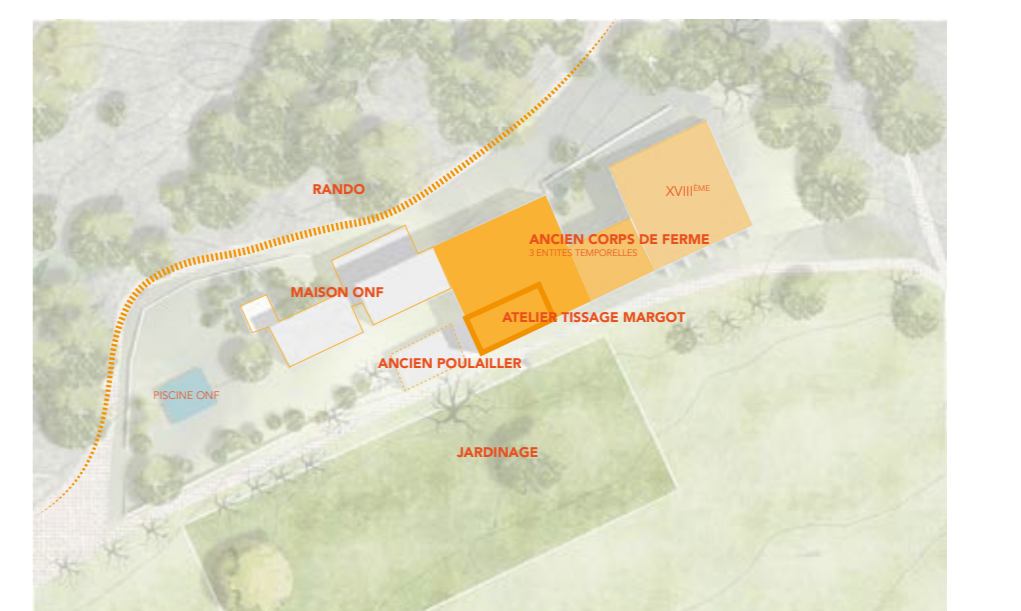 RANDO
XVIIIÈME
ANCIEN CORPS DE FERME
3 ENTITES TEMPORELLES
MAISON ONF
ATELIER TISSAGE MARGOT
ANCIEN POULAILLER
PISCINE ONF
JARDINAGE